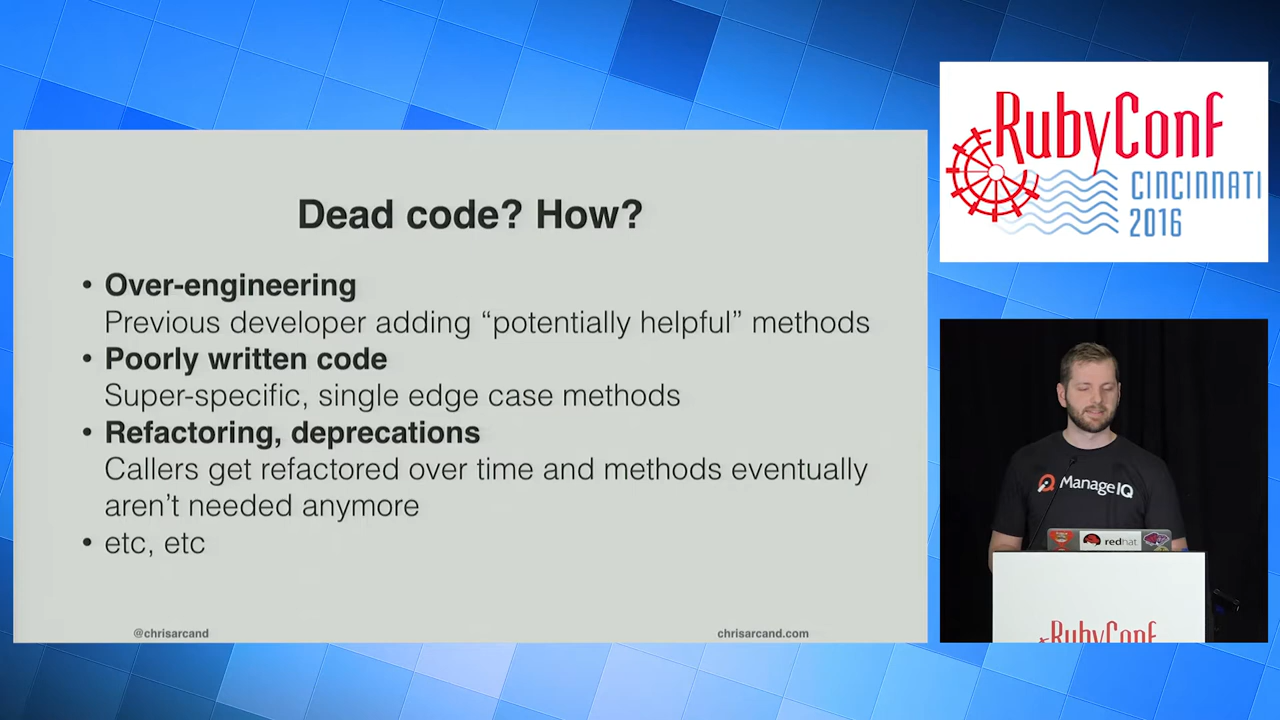 Dead code? How?
• Over-engineering
Previous developer adding “potentially helpful” methods
• Poorly written code
Super-specific, single edge case methods
• Refactoring, deprecations
Callers get refactored over time and methods eventually
aren’t needed anymore
• etc, etc
@chrisarcand
chrisarcand.com
RubyConf
CINCINNATI
2016
ManageIQ
redhat
RubyConf